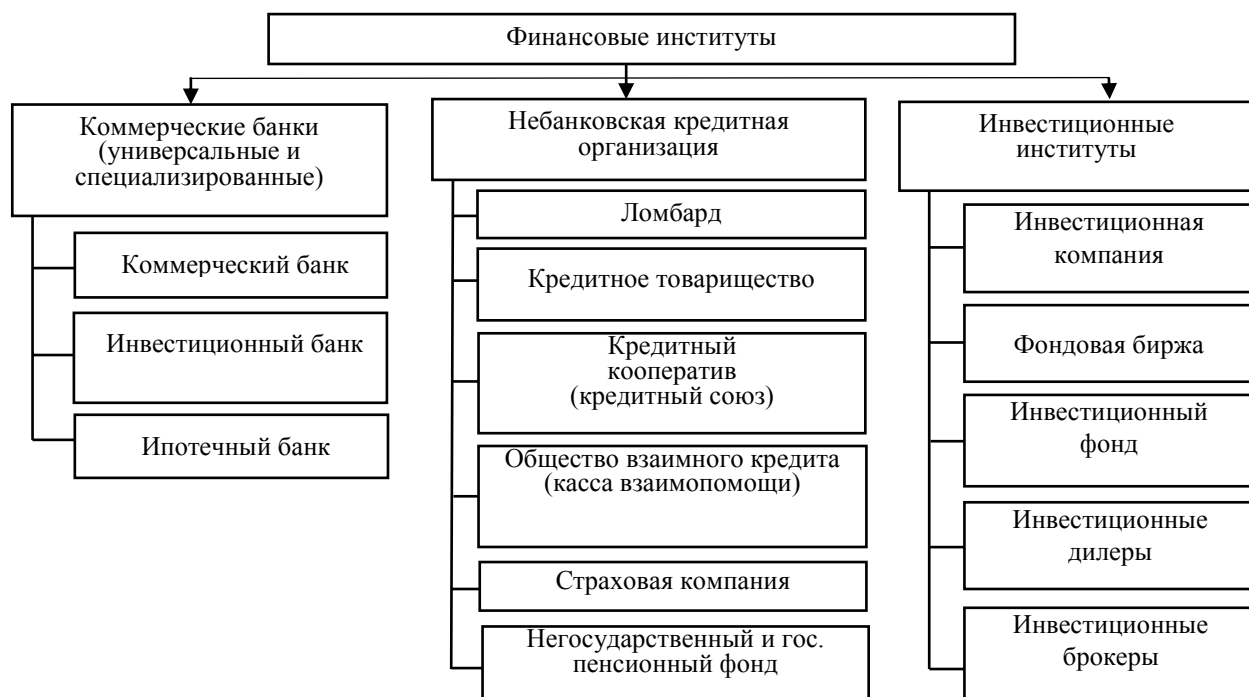 Финансовые институты
Коммерческие банки
(универсальные и
специализированные)
Коммерческий банк
Инвестиционный банк
Ипотечный банк
Небанковская кредитная
организация
Ломбард
Кредитное товарищество
Кредитный
кооператив
(кредитный союз)
Общество взаимного кредита
(касса взаимопомощи)
Страховая компания
Негосударственный и гос.
пенсионный фонд
Инвестиционные
институты
Инвестиционная
компания
Фондовая биржа
Инвестиционный
фонд
Инвестиционные
дилеры
Инвестиционные
брокеры